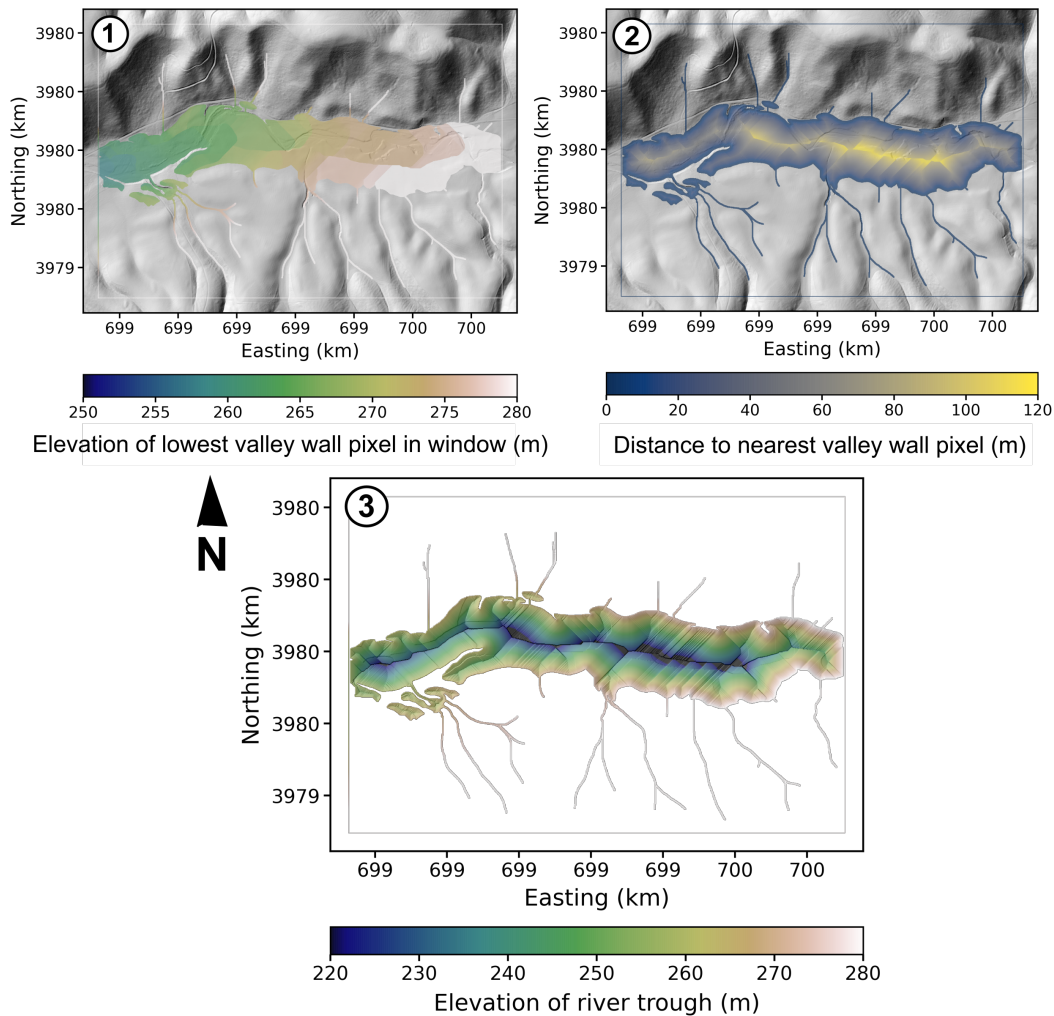 1
3980
3980
3980
3980
3979
Northing (km)
699 699 699 699 699 700 700
Easting (km)
250 255 260 265 270 275 280
Elevation of lowest valley wall pixel in window (m)
2
3980
3980
3980
3980
3979
Northing (km)
699 699 699 699 699 700 700
Easting (km)
0 20 40 60 80 100 120
Distance to nearest valley wall pixel (m)
N
3
3980
3980
3980
3980
3979
Northing (km)
699 699 699 699 699 700 700
Easting (km)
220 230 240 250 260 270 280
Elevation of river trough (m)